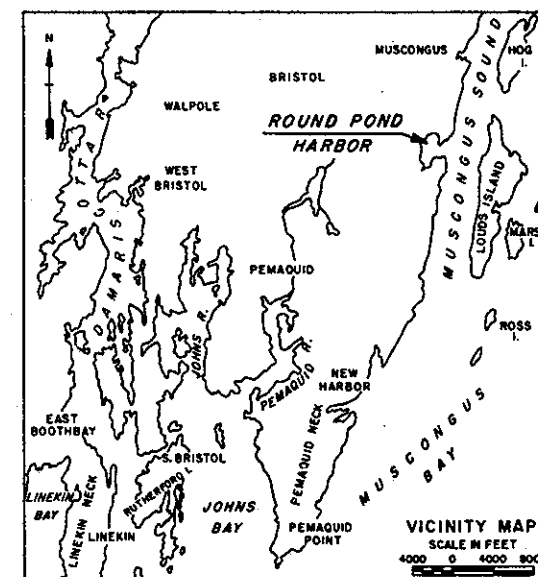 N
MUSCONGUS
HOG
I.
BRISTOL
WALPOLE
ROUND POND
HARBOR
MUSCONGUS SOUND
WEST
BRISTOL
LOUDS ISLAND
MARSH
I.
DAMARISCOTTA R.
PEMAQUID
JOHNS R.
ROSS
I.
PEMAQUID R.
NEW
HARBOR
EAST
BOOTHBAY
PEMAQUID NECK
MUSCONGUS
BAY
S. BRISTOL
LINEKIN
BAY
LINEKIN NECK
RUTHERFORD I.
JOHNS
BAY
LINEKIN
PEMAQUID
POINT
VICINITY MAP
SCALE IN FEET
4000 0 4000